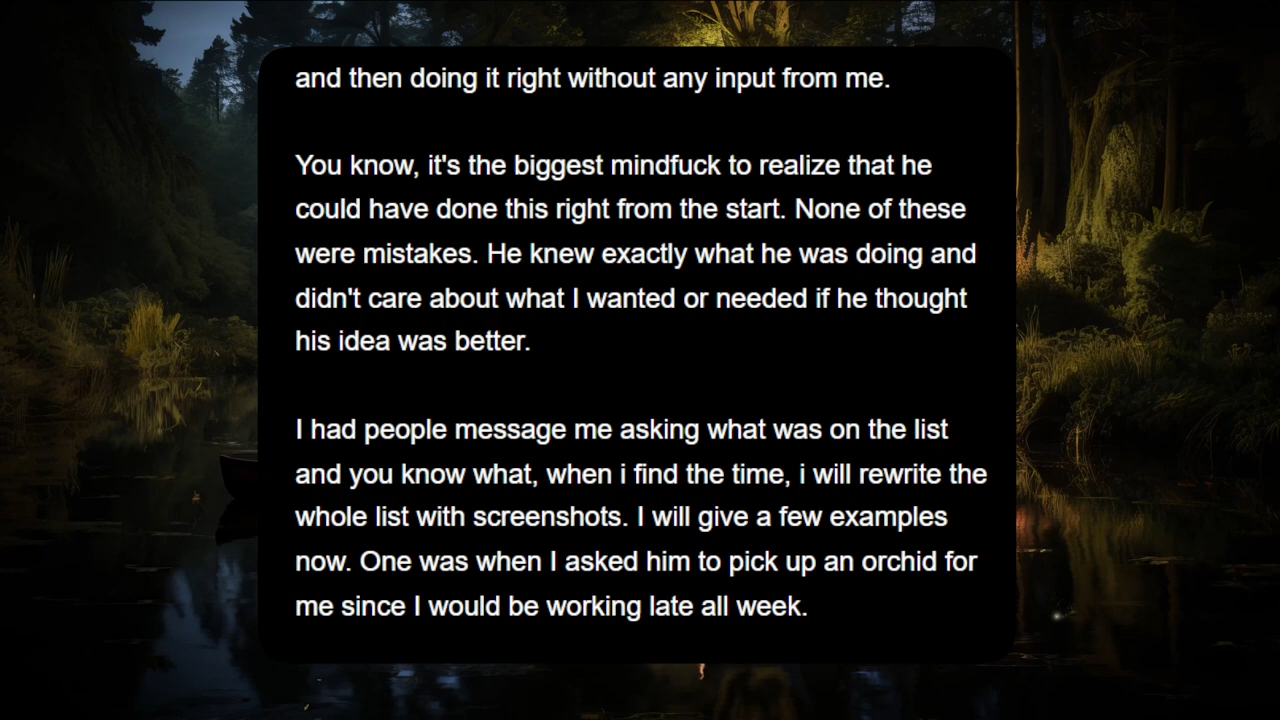 and then doing it right without any input from me.
You know, it's the biggest mindfuck to realize that he
could have done this right from the start. None of these
were mistakes. He knew exactly what he was doing and
didn't care about what I wanted or needed if he thought
his idea was better.
I had people message me asking what was on the list
and you know what, when i find the time, i will rewrite the
whole list with screenshots. I will give a few examples
now. One was when I asked him to pick up an orchid for
me since I would be working late all week.